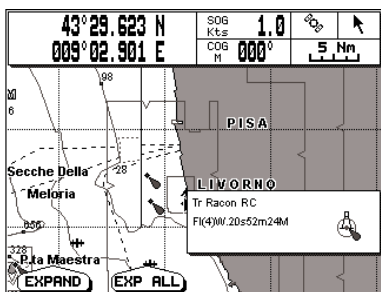 43°29.623 N
009°02.901 E
SOG
Kts 1.0
COG
M 000°
5 Nm
98
M
6
PISA
Secche Della
Meloria
28
LIVORNO
Tr Racon RC
Fl(4)W.20s52m24M
656
328
P.ta Maestra
EXPAND
EXP ALL